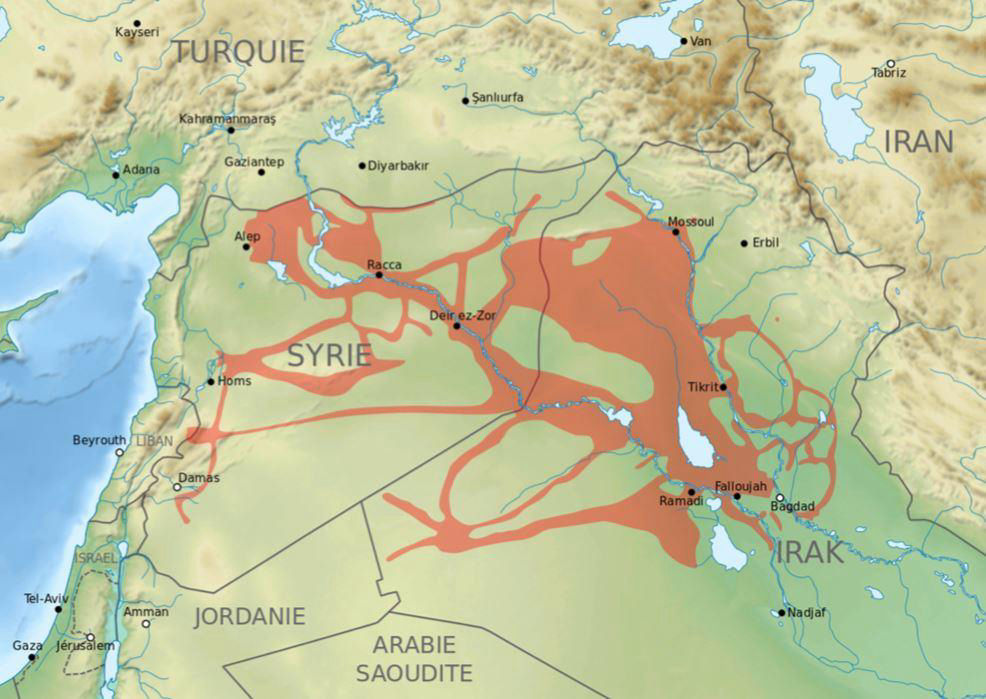 Kayseri
TURQUIE
Van
Tabriz
Şanlıurfa
Kahramanmaraş
IRAN
Gaziantep
Diyarbakır
Adana
Mossoul
Alep
Erbil
Racca
Deir ez-Zor
SYRIE
Homs
Tikrit
Beyrouth
LIBAN
Damas
Falloujah
Ramadi
Bagdad
IRAK
ISRAEL
Tel-Aviv
Amman
JORDANIE
Nadjaf
Gaza
Jérusalem
ARABIE
SAOUDITE